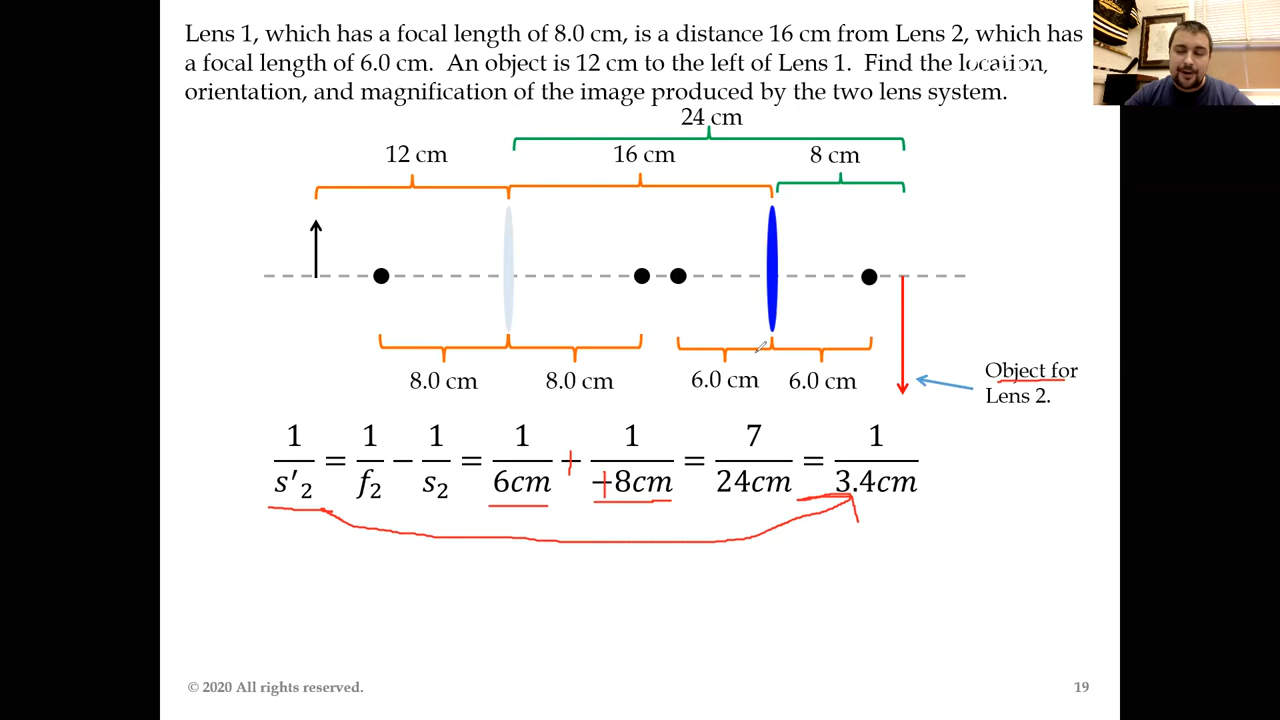 Lens 1, which has a focal length of 8.0 cm, is a distance 16 cm from Lens 2, which has
a focal length of 6.0 cm. An object is 12 cm to the left of Lens 1. Find the location,
orientation, and magnification of the image produced by the two lens system.
24 cm
12 cm 16 cm 8 cm
8.0 cm 8.0 cm 6.0 cm 6.0 cm
Object for
Lens 2.
1/s'₂ = 1/f₂ − 1/s₂ = 1/6cm + 1/+8cm = 7/24cm = 1/3.4cm
© 2020 All rights reserved. 19